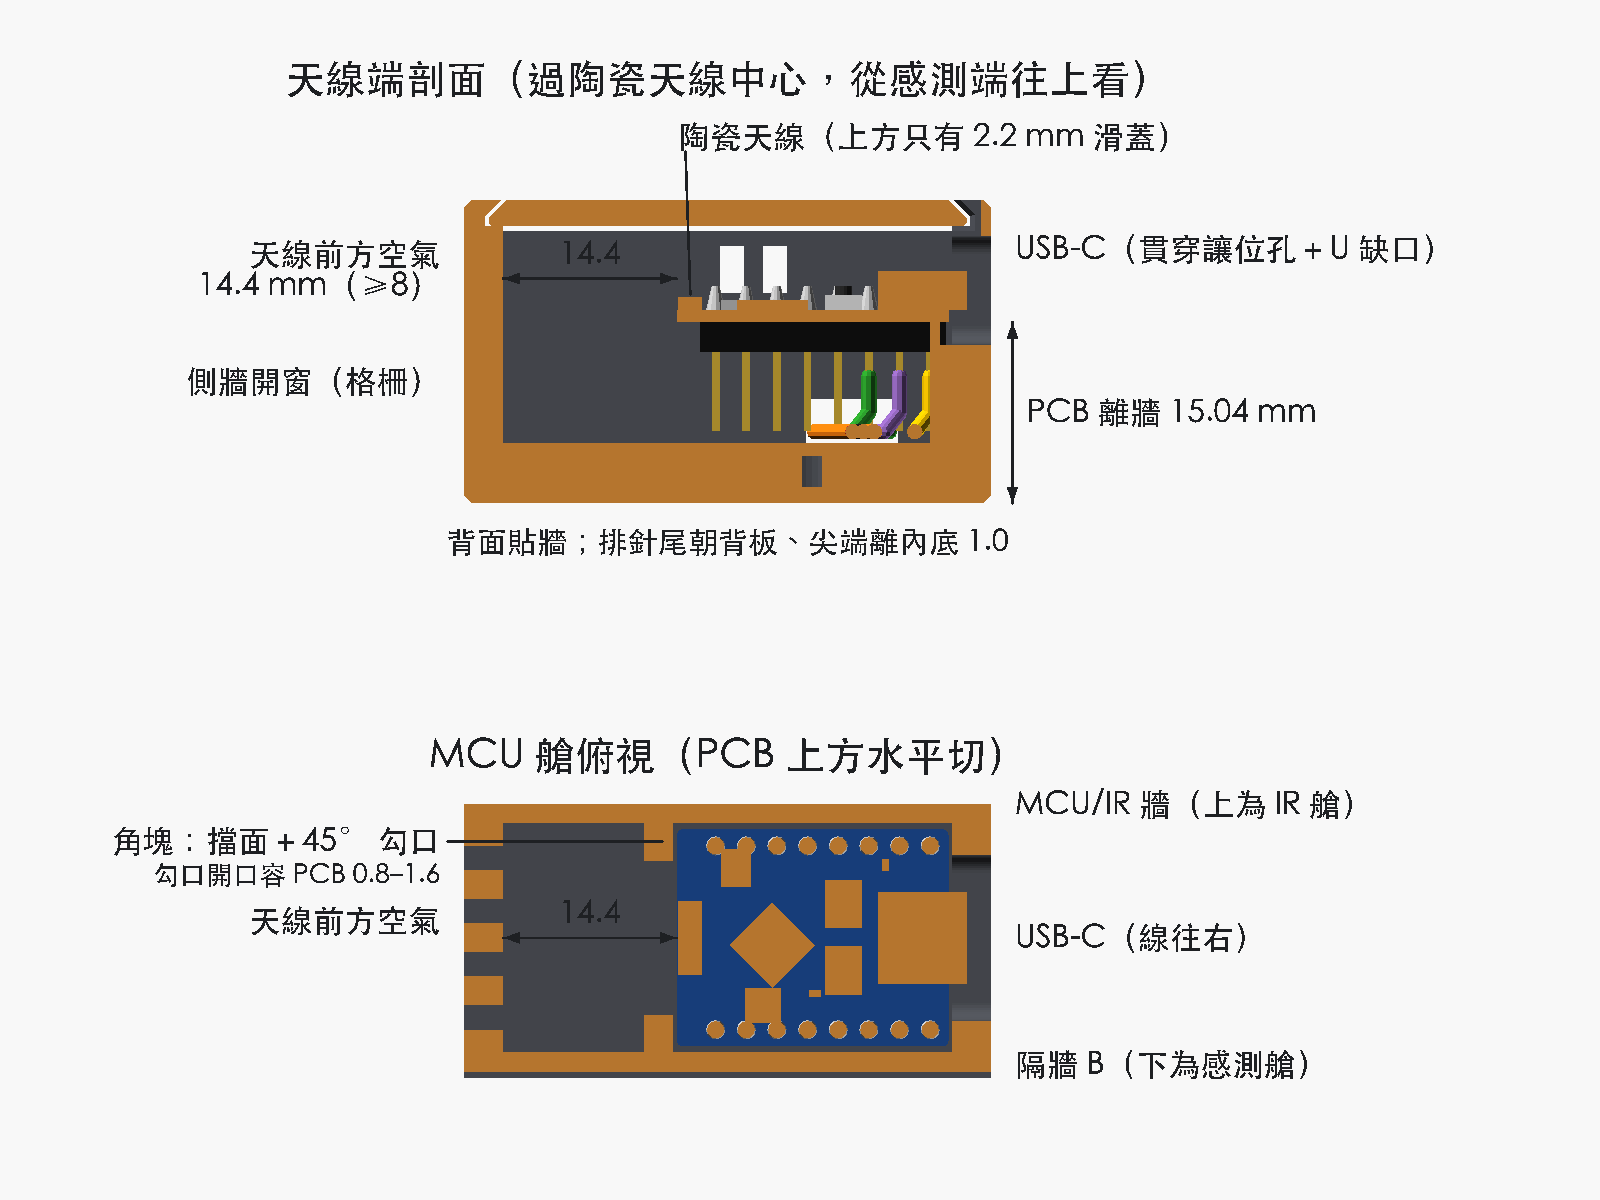 天線端剖面（過陶瓷天線中心，從感測端往上看）
陶瓷天線（上方只有 2.2 mm 滑蓋）
天線前方空氣
14.4 mm（≥8）
14.4
USB-C（貫穿讓位孔 + U 缺口）
側牆開窗（格柵）
PCB 離牆 15.04 mm
背面貼牆；排針尾朝背板、尖端離內底 1.0
MCU 艙俯視（PCB 上方水平切）
MCU/IR 牆（上為 IR 艙）
角塊：擋面 + 45° 勾口
勾口開口容 PCB 0.8–1.6
天線前方空氣
14.4
USB-C（線往右）
隔牆 B（下為感測艙）